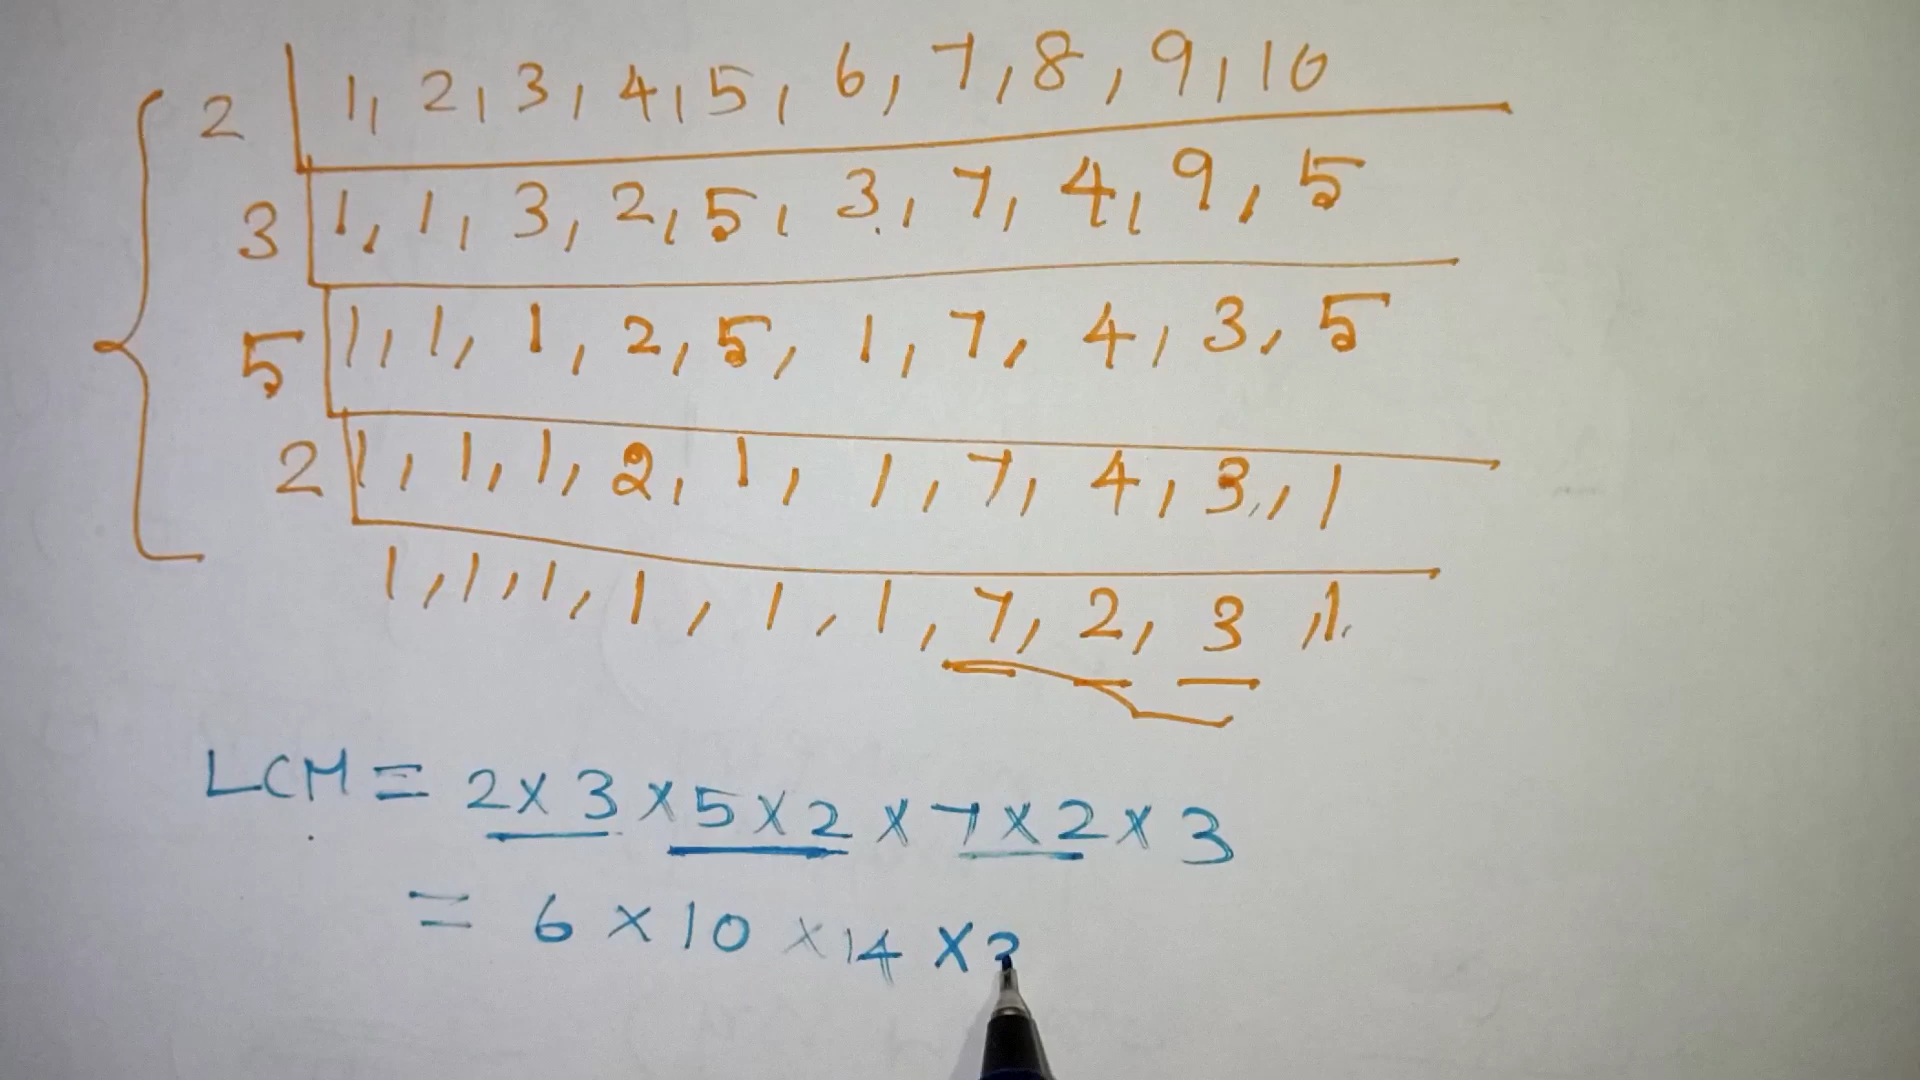 2 | 1, 2, 3, 4, 5, 6, 7, 8, 9, 10
3 | 1, 1, 3, 2, 5, 3, 7, 4, 9, 5
5 | 1, 1, 1, 2, 5, 1, 7, 4, 3, 5
2 | 1, 1, 1, 2, 1, 1, 7, 4, 3, 1
1, 1, 1, 1, 1, 1, 7, 2, 3, 1
LCM = 2 × 3 × 5 × 2 × 7 × 2 × 3
= 6 × 10 × 14 × 3